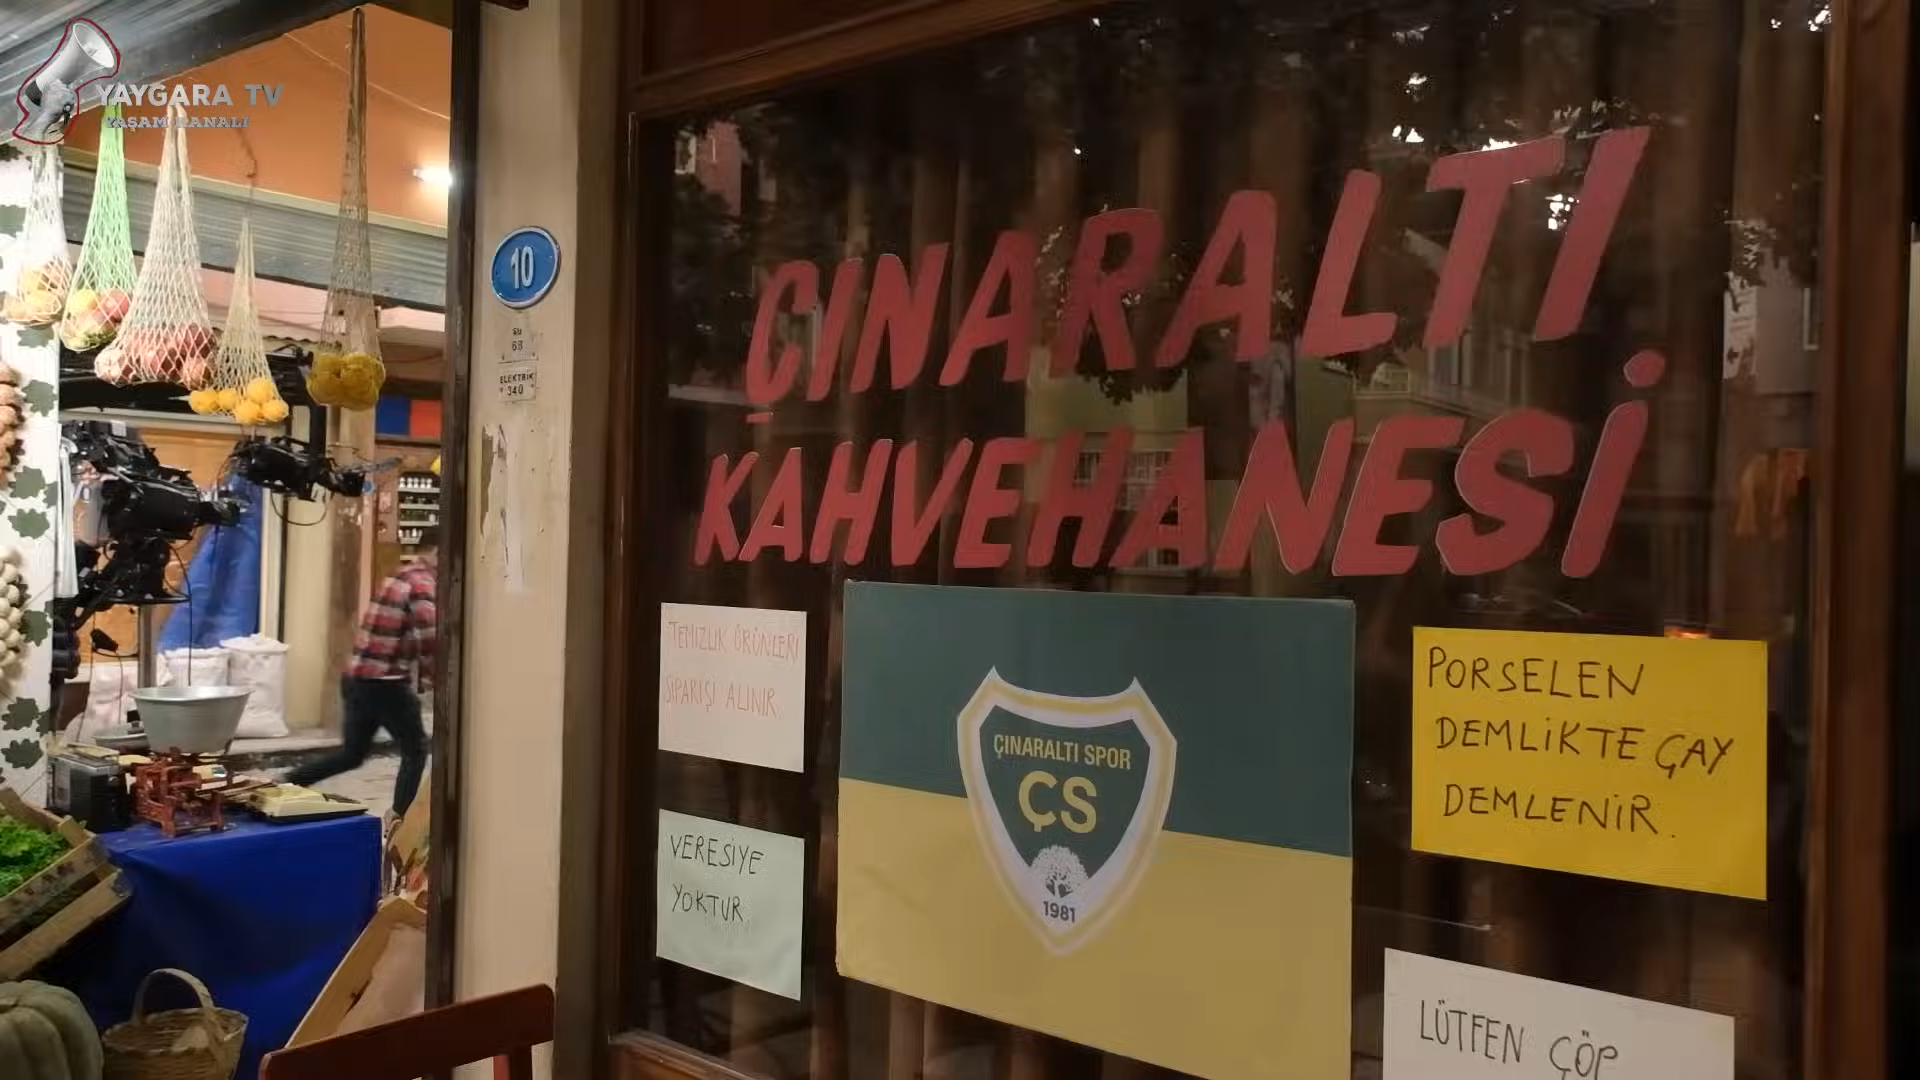 YAYGARA TV
YAŞAM KANALI
10
SU
68
ELEKTRİK
340
ÇINARALTI
KAHVEHANESİ
TEMİZLİK ÜRÜNLERİ
SİPARİŞİ ALINIR.
VERESİYE
YOKTUR.
ÇINARALTI SPOR
ÇS
1981
PORSELEN
DEMLİKTE ÇAY
DEMLENİR.
LÜTFEN ÇÖP